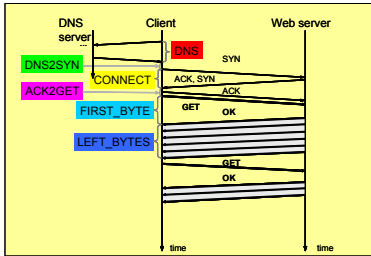 DNS
server
...
Client
Web server
DNS
SYN
DNS2SYN
CONNECT
ACK, SYN
ACK2GET
ACK
FIRST_BYTE
GET
OK
LEFT_BYTES
GET
OK
time
time